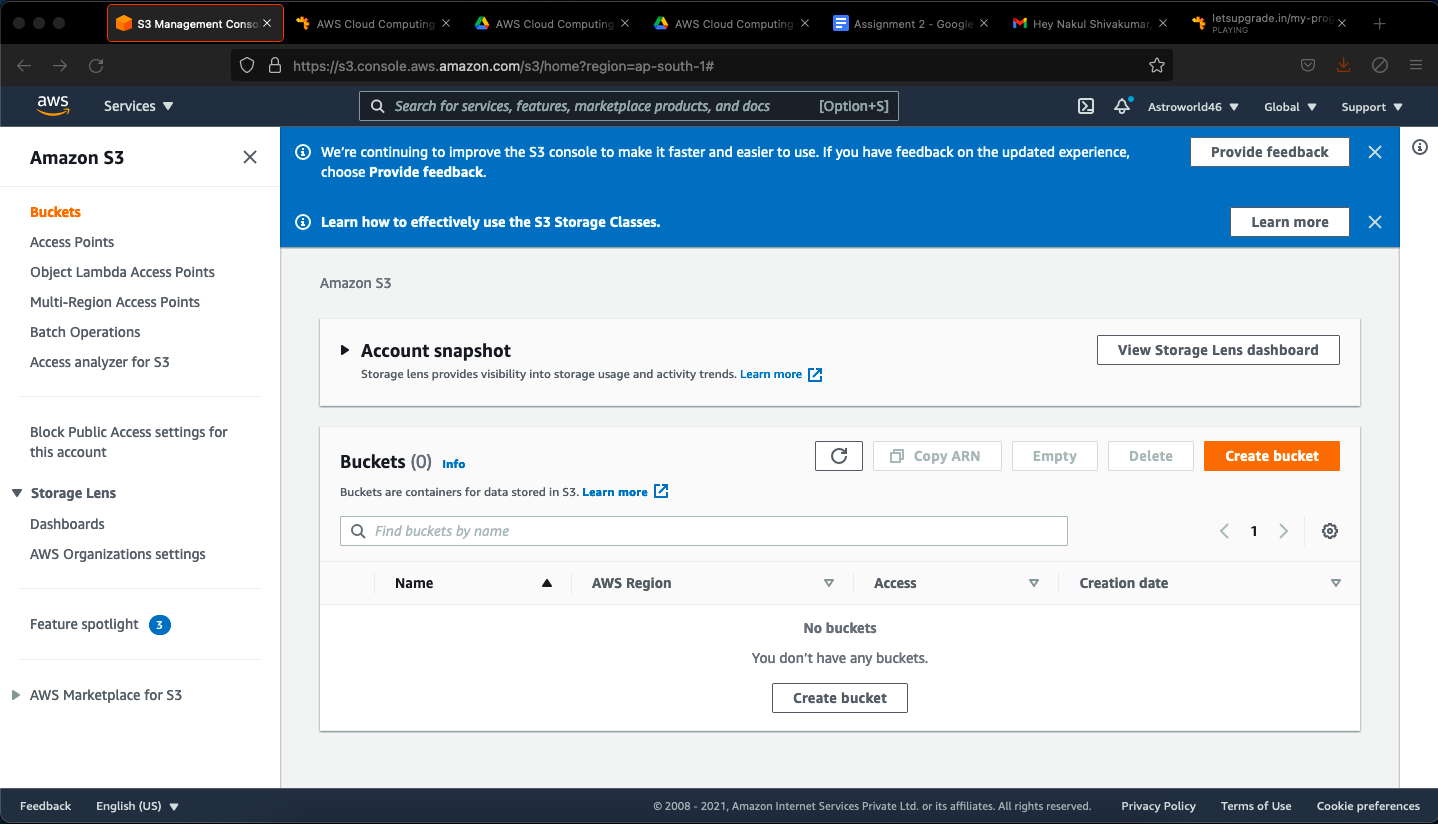 S3 Management Conso
AWS Cloud Computing
AWS Cloud Computing
AWS Cloud Computing
Assignment 2 - Google
Hey Nakul Shivakumar,
letsupgrade.in/my-prog
PLAYING
https://s3.console.aws.amazon.com/s3/home?region=ap-south-1#
aws
Services
Search for services, features, marketplace products, and docs
[Option+S]
Astroworld46
Global
Support
Amazon S3
Buckets
Access Points
Object Lambda Access Points
Multi-Region Access Points
Batch Operations
Access analyzer for S3
Block Public Access settings for
this account
Storage Lens
Dashboards
AWS Organizations settings
Feature spotlight 3
AWS Marketplace for S3
We're continuing to improve the S3 console to make it faster and easier to use. If you have feedback on the updated experience,
choose Provide feedback.
Provide feedback
Learn how to effectively use the S3 Storage Classes.
Learn more
Amazon S3
Account snapshot
Storage lens provides visibility into storage usage and activity trends. Learn more
View Storage Lens dashboard
Buckets (0) Info
Copy ARN
Empty
Delete
Create bucket
Buckets are containers for data stored in S3. Learn more
Find buckets by name
1
Name
AWS Region
Access
Creation date
No buckets
You don't have any buckets.
Create bucket
Feedback
English (US)
© 2008 - 2021, Amazon Internet Services Private Ltd. or its affiliates. All rights reserved.
Privacy Policy
Terms of Use
Cookie preferences